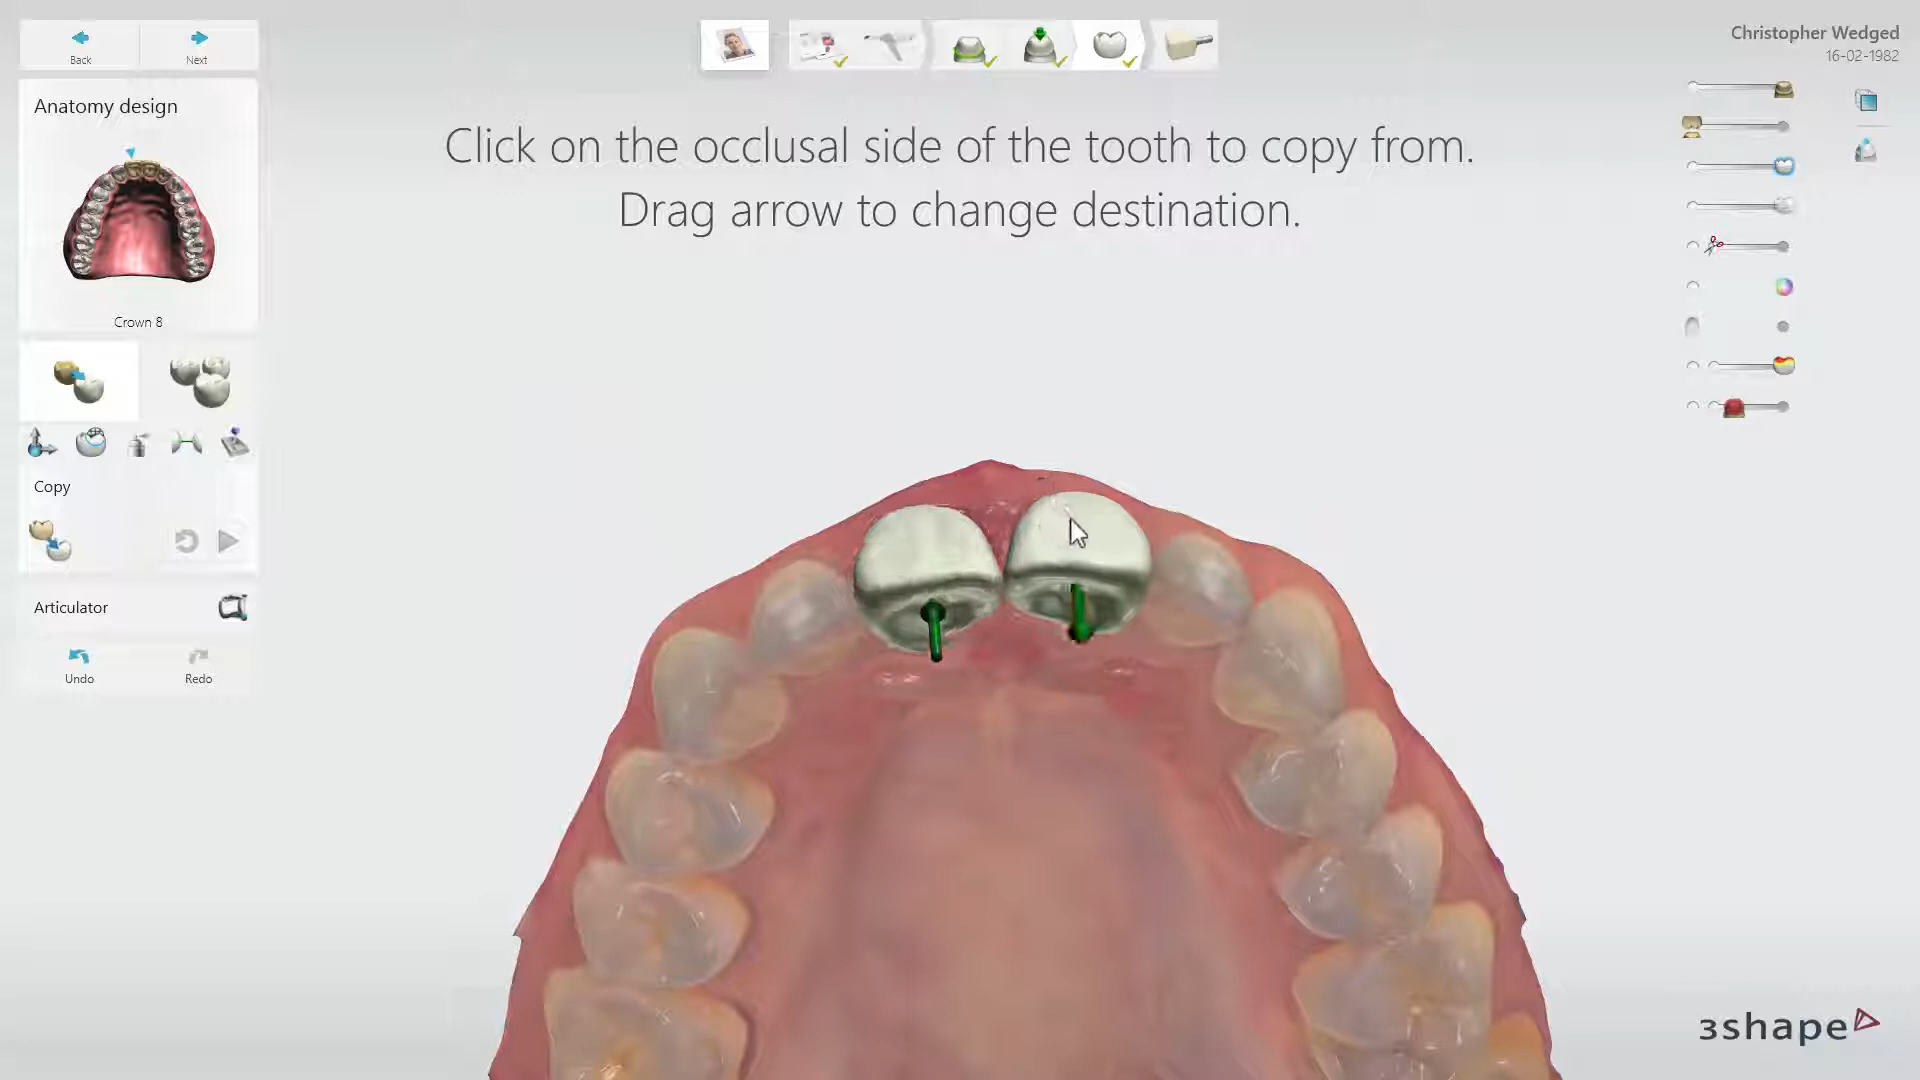 Back
Next
Christopher Wedged
16-02-1982
Anatomy design
Click on the occlusal side of the tooth to copy from.
Drag arrow to change destination.
Crown 8
Copy
Articulator
Undo
Redo
3shape